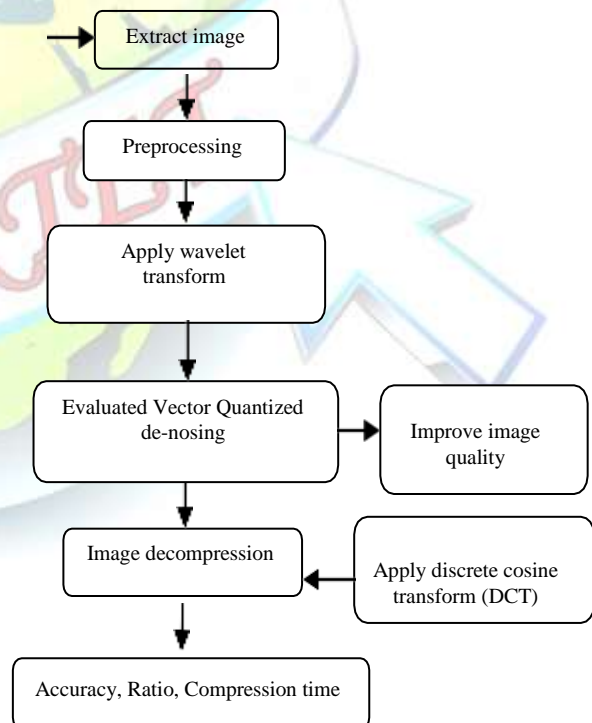 Extract image
Preprocessing
Apply wavelet
transform
Evaluated Vector Quantized
de-nosing
Improve image
quality
Image decompression
Apply discrete cosine
transform (DCT)
Accuracy, Ratio, Compression time